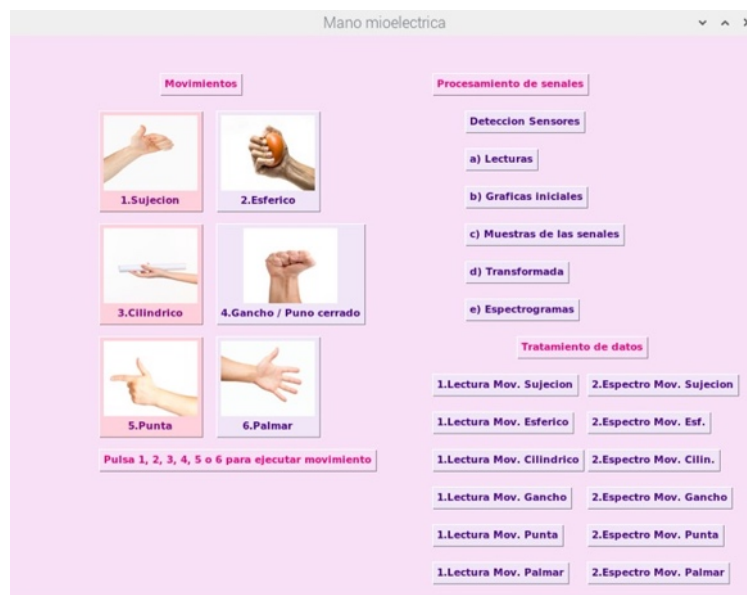 Mano mioelectrica
Movimientos
1.Sujecion
2.Esferico
3.Cilindrico
4.Gancho / Puno cerrado
5.Punta
6.Palmar
Pulsa 1, 2, 3, 4, 5 o 6 para ejecutar movimiento
Procesamiento de senales
Deteccion Sensores
a) Lecturas
b) Graficas iniciales
c) Muestras de las senales
d) Transformada
e) Espectrogramas
Tratamiento de datos
1.Lectura Mov. Sujecion
2.Espectro Mov. Sujecion
1.Lectura Mov. Esferico
2.Espectro Mov. Esf.
1.Lectura Mov. Cilindrico
2.Espectro Mov. Cilin.
1.Lectura Mov. Gancho
2.Espectro Mov. Gancho
1.Lectura Mov. Punta
2.Espectro Mov. Punta
1.Lectura Mov. Palmar
2.Espectro Mov. Palmar